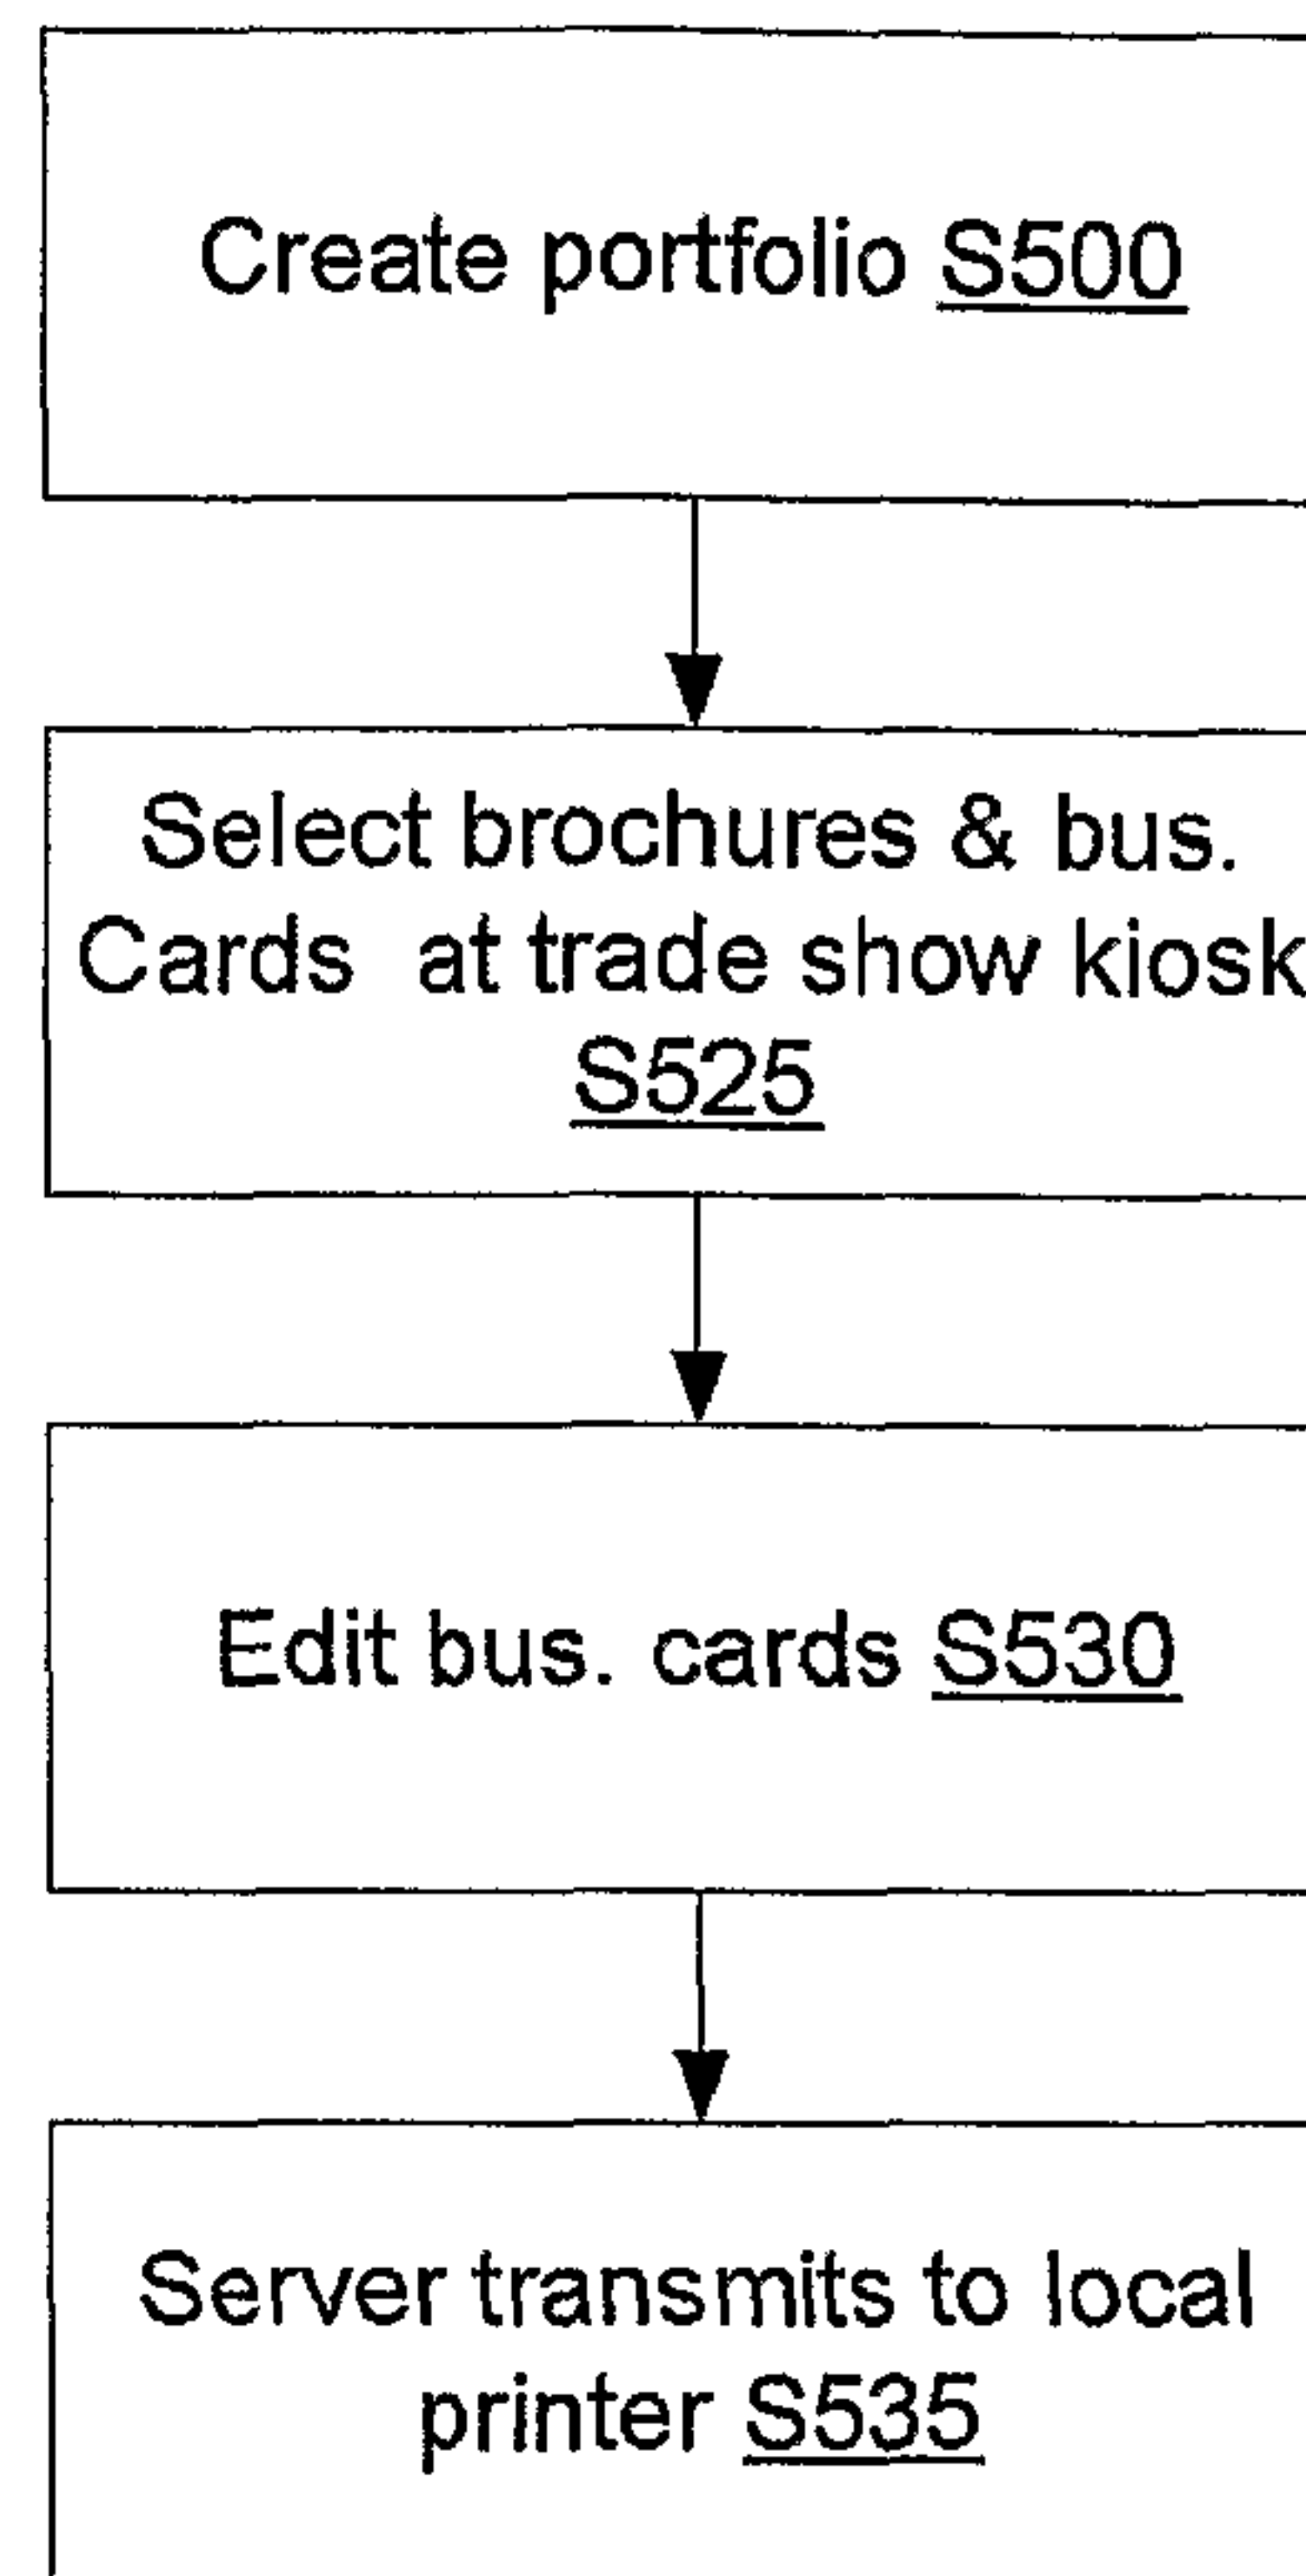 Create portfolio S500
Select brochures & bus.
Cards at trade show kiosk
S525
Edit bus. cards S530
Server transmits to local
printer S535